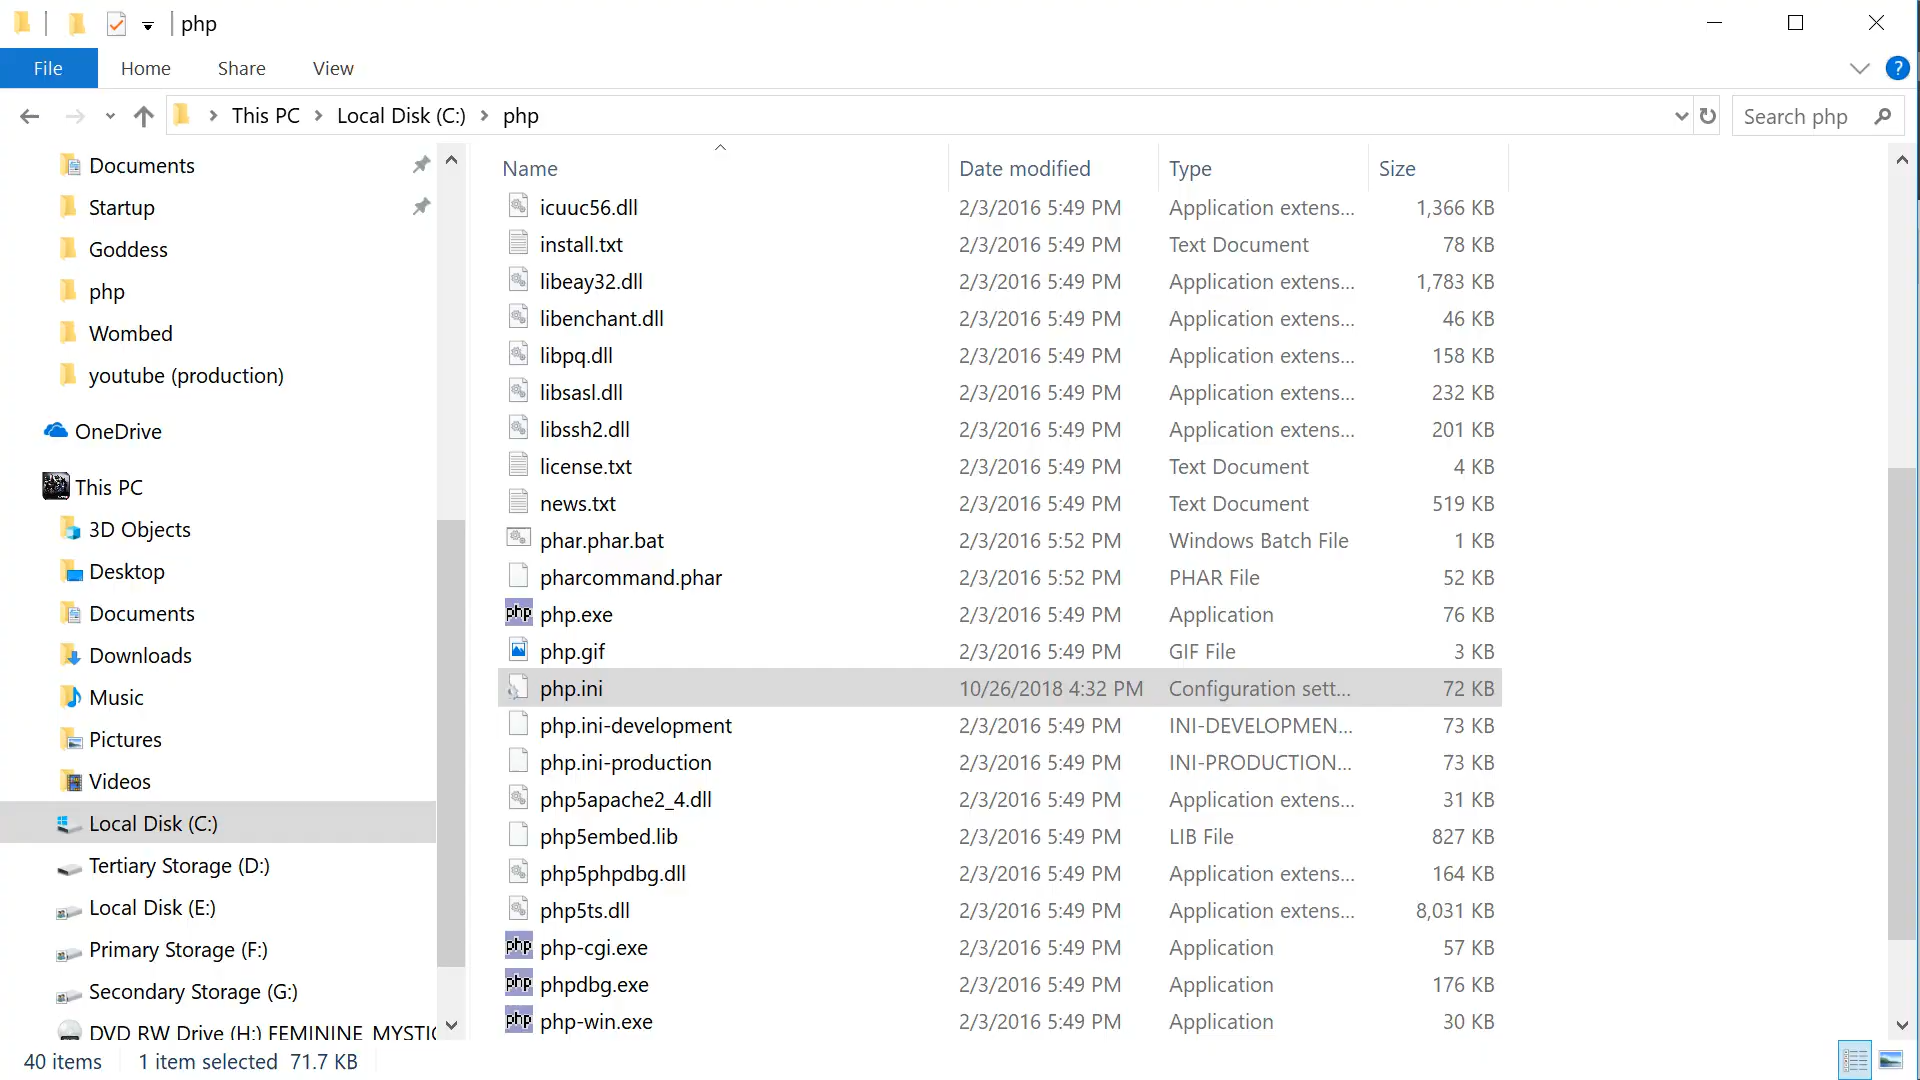 php
File Home Share View
This PC Local Disk (C:) php Search php
Documents
Startup
Goddess
php
Wombed
youtube (production)
OneDrive
This PC
3D Objects
Desktop
Documents
Downloads
Music
Pictures
Videos
Local Disk (C:)
Tertiary Storage (D:)
Local Disk (E:)
Primary Storage (F:)
Secondary Storage (G:)
DVD RW Drive (H:) FEMININE_MYSTI
Name Date modified Type Size
icuuc56.dll 2/3/2016 5:49 PM Application extens... 1,366 KB
install.txt 2/3/2016 5:49 PM Text Document 78 KB
libeay32.dll 2/3/2016 5:49 PM Application extens... 1,783 KB
libenchant.dll 2/3/2016 5:49 PM Application extens... 46 KB
libpq.dll 2/3/2016 5:49 PM Application extens... 158 KB
libsasl.dll 2/3/2016 5:49 PM Application extens... 232 KB
libssh2.dll 2/3/2016 5:49 PM Application extens... 201 KB
license.txt 2/3/2016 5:49 PM Text Document 4 KB
news.txt 2/3/2016 5:49 PM Text Document 519 KB
phar.phar.bat 2/3/2016 5:52 PM Windows Batch File 1 KB
pharcommand.phar 2/3/2016 5:52 PM PHAR File 52 KB
php php.exe 2/3/2016 5:49 PM Application 76 KB
php.gif 2/3/2016 5:49 PM GIF File 3 KB
php.ini 10/26/2018 4:32 PM Configuration sett... 72 KB
php.ini-development 2/3/2016 5:49 PM INI-DEVELOPMEN... 73 KB
php.ini-production 2/3/2016 5:49 PM INI-PRODUCTION... 73 KB
php5apache2_4.dll 2/3/2016 5:49 PM Application extens... 31 KB
php5embed.lib 2/3/2016 5:49 PM LIB File 827 KB
php5phpdbg.dll 2/3/2016 5:49 PM Application extens... 164 KB
php5ts.dll 2/3/2016 5:49 PM Application extens... 8,031 KB
php php-cgi.exe 2/3/2016 5:49 PM Application 57 KB
php phpdbg.exe 2/3/2016 5:49 PM Application 176 KB
php php-win.exe 2/3/2016 5:49 PM Application 30 KB
40 items 1 item selected 71.7 KB